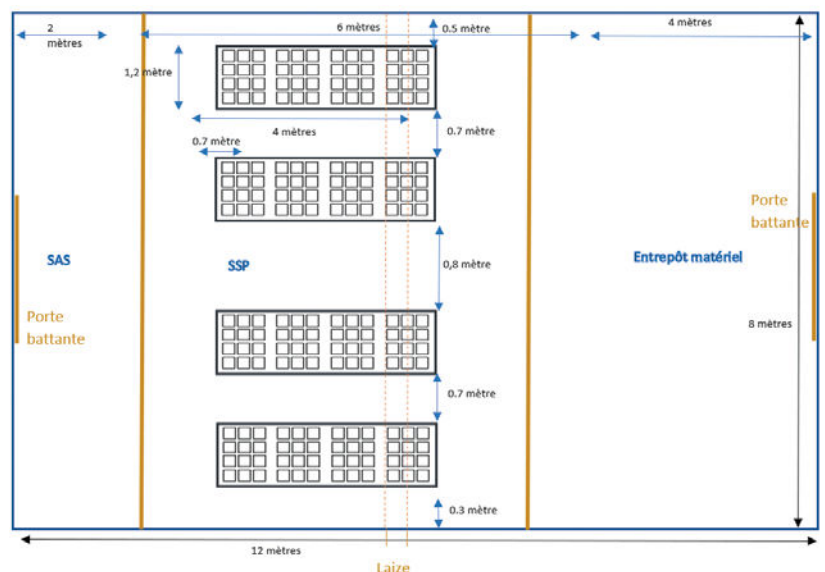 2
mètres
6 mètres
0.5 mètre
4 mètres
1,2 mètre
4 mètres
0.7 mètre
0.7 mètre
Porte
battante
SAS
SSP
0,8 mètre
Entrepôt matériel
Porte
battante
8 mètres
0.7 mètre
0.3 mètre
12 mètres
Laize